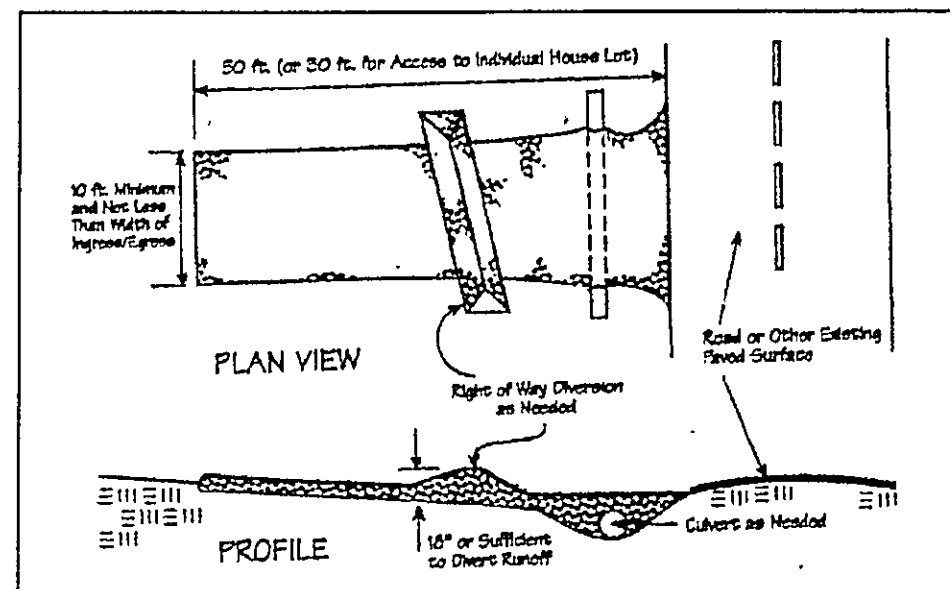 50 ft. (or 30 ft. for Access to Individual House Lot)
10 ft. Minimum
and Not Less
Than Width of
Ingress/Egress
PLAN VIEW
Right of Way Diversion
as Needed
Road or Other Existing
Paved Surface
Culvert as Needed
18" or Sufficient
to Divert Runoff
PROFILE